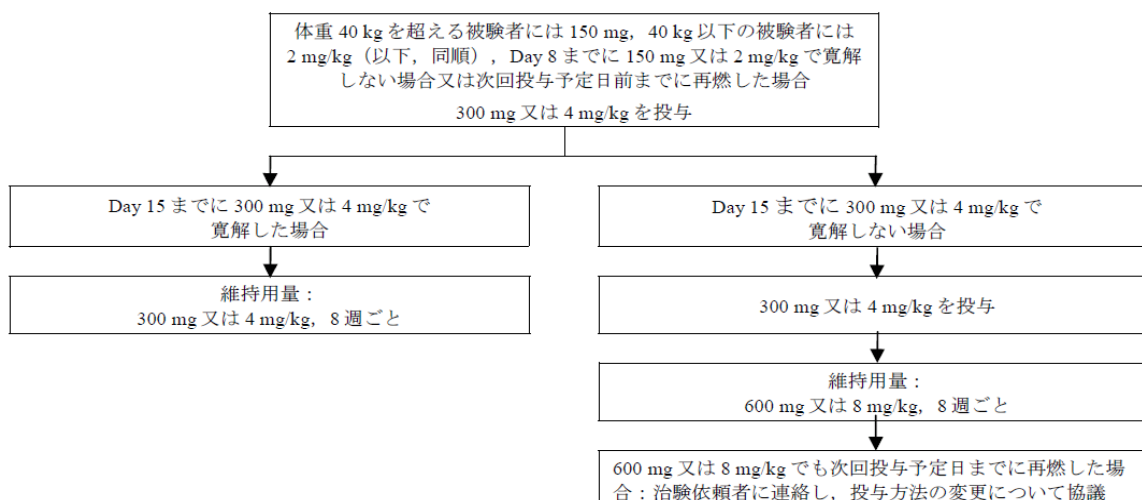 体重 40 kg を超える被験者には 150 mg，40 kg 以下の被験者には
2 mg/kg（以下，同順），Day 8 までに 150 mg 又は 2 mg/kg で寛解
しない場合又は次回投与予定日前までに再燃した場合
300 mg 又は 4 mg/kg を投与
Day 15 までに 300 mg 又は 4 mg/kg で
寛解した場合
維持用量：
300 mg 又は 4 mg/kg，8 週ごと
Day 15 までに 300 mg 又は 4 mg/kg で
寛解しない場合
300 mg 又は 4 mg/kg を投与
維持用量：
600 mg 又は 8 mg/kg，8 週ごと
600 mg 又は 8 mg/kg でも次回投与予定日までに再燃した場
合：治験依頼者に連絡し，投与方法の変更について協議